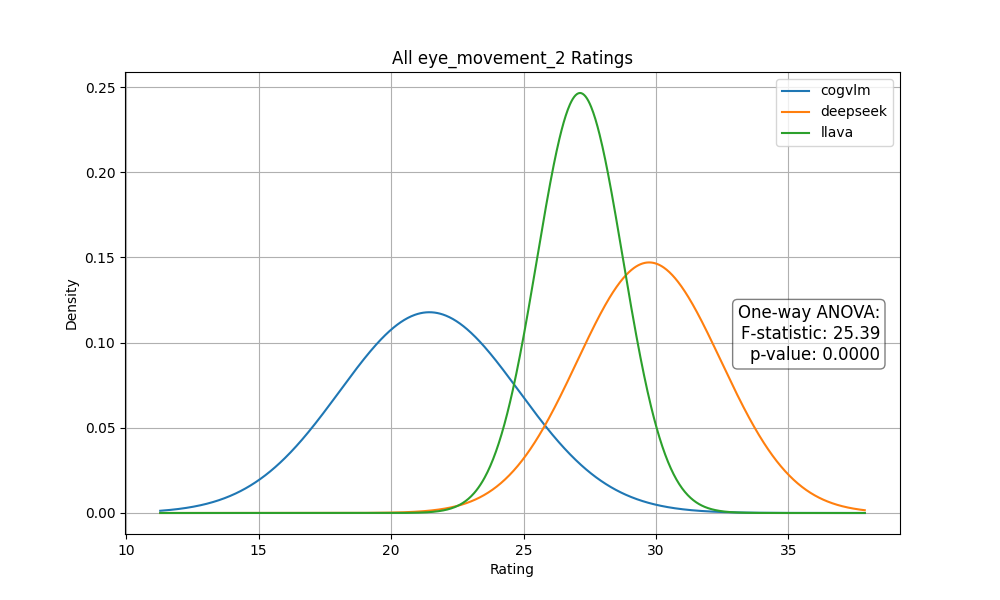 All eye_movement_2 Ratings
cogvlm
deepseek
llava
One-way ANOVA:
F-statistic: 25.39
p-value: 0.0000
Density
0.25
0.20
0.15
0.10
0.05
0.00
10 15 20 25 30 35
Rating